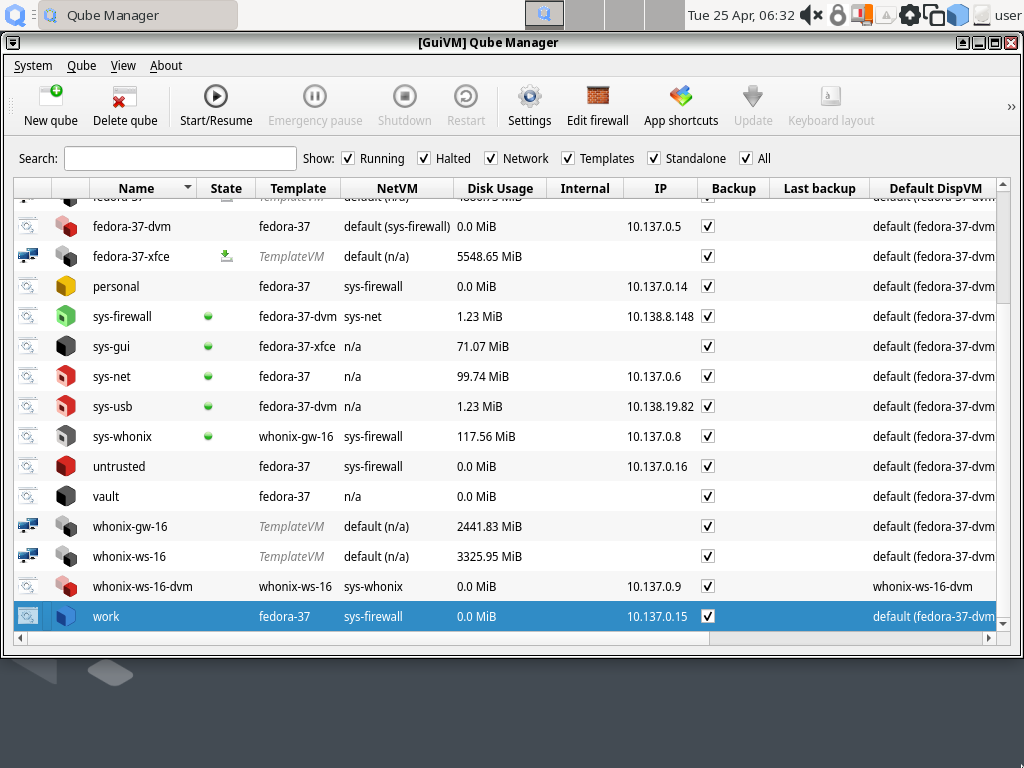 Qube Manager Tue 25 Apr, 06:32 user
[GuiVM] Qube Manager
System Qube View About
New qube Delete qube Start/Resume Emergency pause Shutdown Restart Settings Edit firewall App shortcuts Update Keyboard layout »
Search: Show: Running Halted Network Templates Standalone All
Name State Template NetVM Disk Usage Internal IP Backup Last backup Default DispVM
fedora-37-dvm fedora-37 default (sys-firewall) 0.0 MiB 10.137.0.5 default (fedora-37-dvm
fedora-37-xfce TemplateVM default (n/a) 5548.65 MiB default (fedora-37-dvm
personal fedora-37 sys-firewall 0.0 MiB 10.137.0.14 default (fedora-37-dvm
sys-firewall fedora-37-dvm sys-net 1.23 MiB 10.138.8.148 default (fedora-37-dvm
sys-gui fedora-37-xfce n/a 71.07 MiB default (fedora-37-dvm
sys-net fedora-37 n/a 99.74 MiB 10.137.0.6 default (fedora-37-dvm
sys-usb fedora-37-dvm n/a 1.23 MiB 10.138.19.82 default (fedora-37-dvm
sys-whonix whonix-gw-16 sys-firewall 117.56 MiB 10.137.0.8 default (fedora-37-dvm
untrusted fedora-37 sys-firewall 0.0 MiB 10.137.0.16 default (fedora-37-dvm
vault fedora-37 n/a 0.0 MiB default (fedora-37-dvm
whonix-gw-16 TemplateVM default (n/a) 2441.83 MiB default (fedora-37-dvm
whonix-ws-16 TemplateVM default (n/a) 3325.95 MiB default (fedora-37-dvm
whonix-ws-16-dvm whonix-ws-16 sys-whonix 0.0 MiB 10.137.0.9 whonix-ws-16-dvm
work fedora-37 sys-firewall 0.0 MiB 10.137.0.15 default (fedora-37-dvm